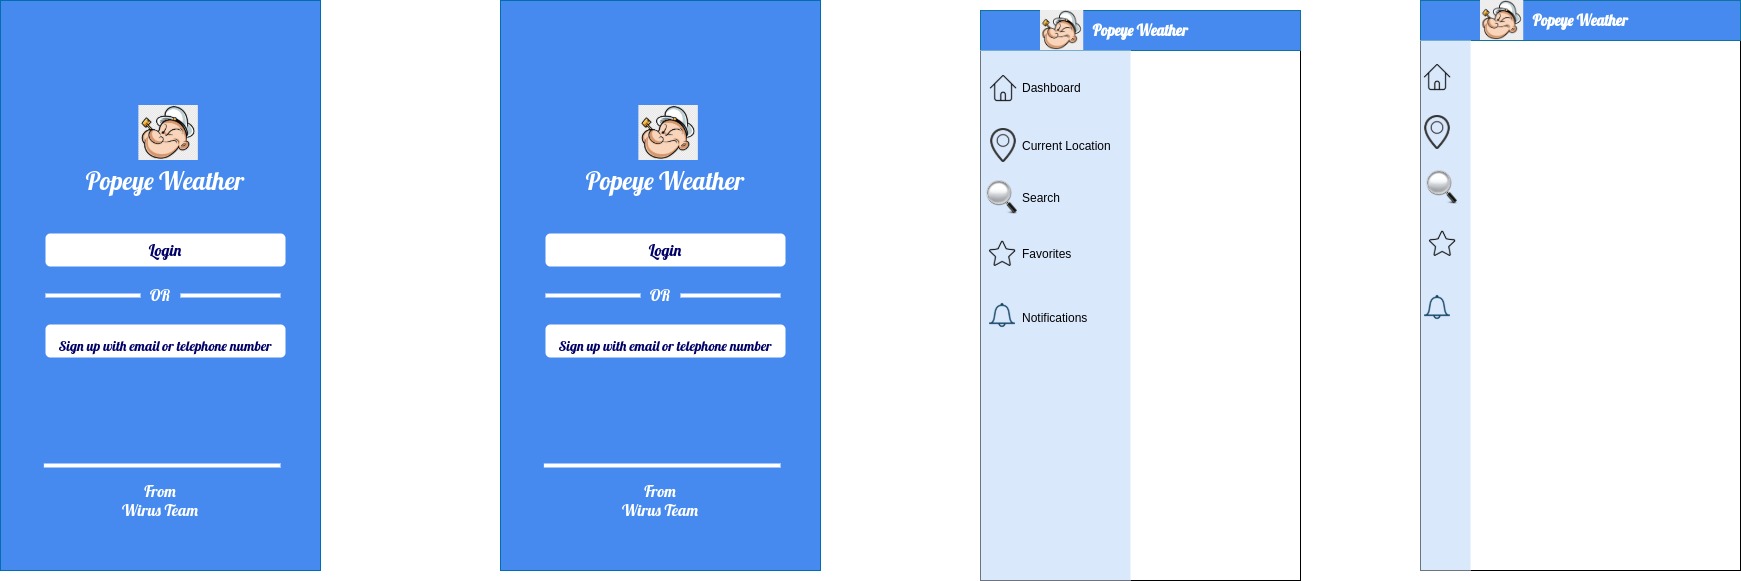 Popeye Weather
Login
OR
Sign up with email or telephone number
From
Wirus Team
Popeye Weather
Login
OR
Sign up with email or telephone number
From
Wirus Team
Popeye Weather
Dashboard
Current Location
Search
Favorites
Notifications
Popeye Weather